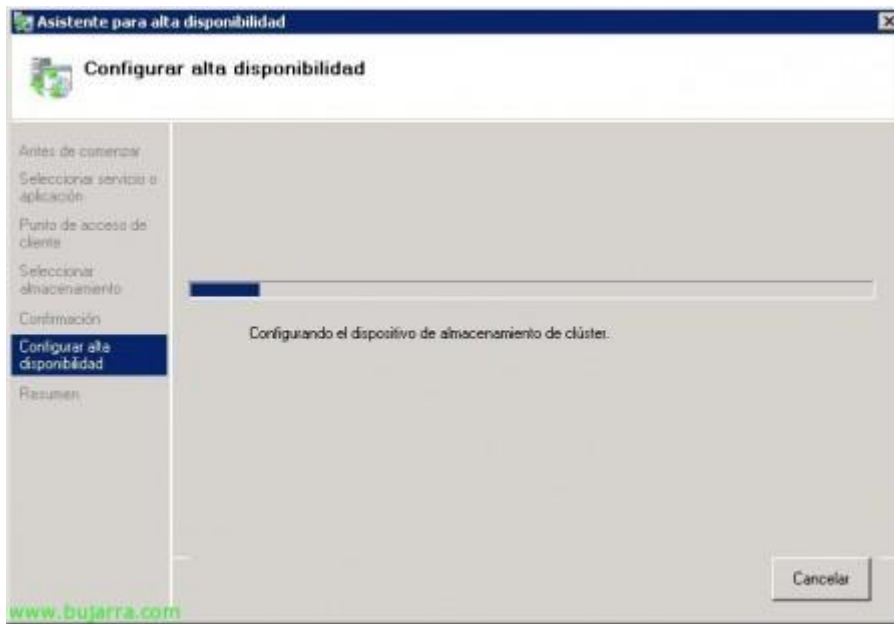 Asistente para alta disponibilidad
Configurar alta disponibilidad
Antes de comenzar
Seleccionar servicio o
aplicación
Punto de acceso de
cliente
Seleccionar
almacenamiento
Confirmación
Configurar alta
disponibilidad
Resumen
Configurando el dispositivo de almacenamiento de clúster.
Cancelar
www.bujarra.com